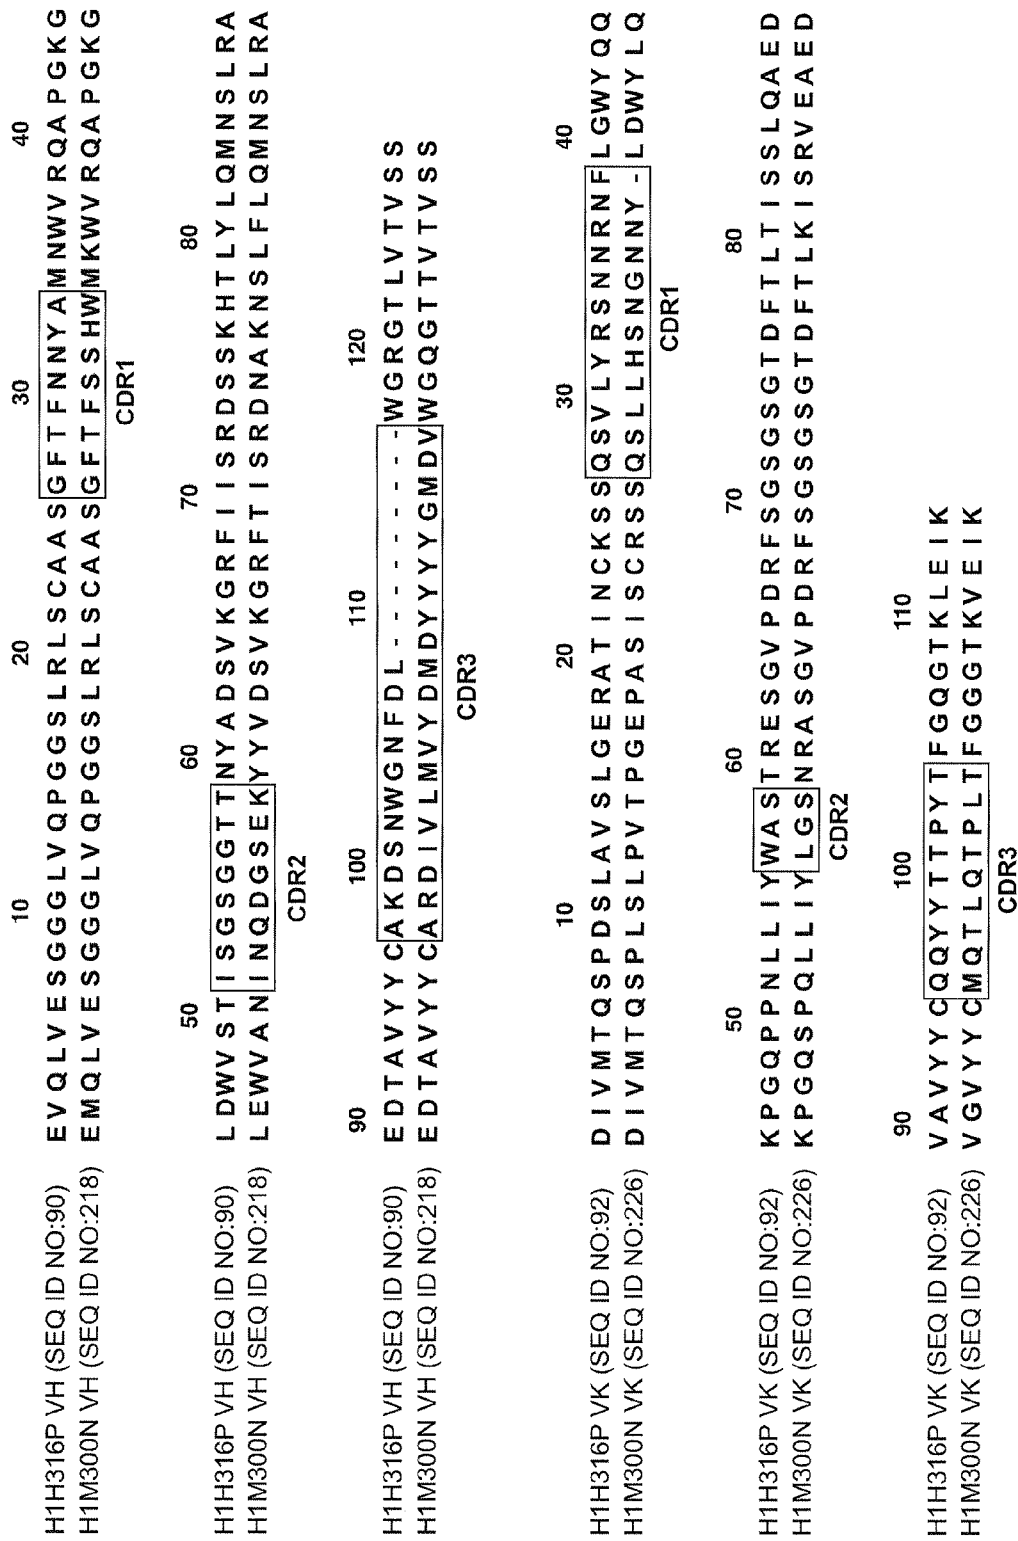 10 20 30 40
H1H316P VH (SEQ ID NO:90) E V Q L V E S G G G L V Q P G G S L R L S C A A S G F T F N N Y A M N W V R Q A P G K G
H1M300N VH (SEQ ID NO:218) E M Q L V E S G G G L V Q P G G S L R L S C A A S G F T F S S H W M K W V R Q A P G K G
CDR1
50 60 70 80
H1H316P VH (SEQ ID NO:90) L D W V S T I S G S G G T T N Y A D S V K G R F I I S R D S S K H T L Y L Q M N S L R A
H1M300N VH (SEQ ID NO:218) L E W V A N I N Q D G S E K Y Y V D S V K G R F T I S R D N A K N S L F L Q M N S L R A
CDR2
90 100 110 120
H1H316P VH (SEQ ID NO:90) E D T A V Y Y C A K D S N W G N F D L - - - - - - - - W G R G T L V T V S S
H1M300N VH (SEQ ID NO:218) E D T A V Y Y C A R D I V L M V Y D M D Y Y Y Y G M D V W G Q G T T V T V S S
CDR3
10 20 30 40
H1H316P VK (SEQ ID NO:92) D I V M T Q S P D S L A V S L G E R A T I N C K S S Q S V L Y R S N N R N F L G W Y Q Q
H1M300N VK (SEQ ID NO:226) D I V M T Q S P L S L P V T P G E P A S I S C R S S Q S L L H S N G N N Y - L D W Y L Q
CDR1
50 60 70 80
H1H316P VK (SEQ ID NO:92) K P G Q P P N L L I Y W A S T R E S G V P D R F S G S G S G T D F T L T I S S L Q A E D
H1M300N VK (SEQ ID NO:226) K P G Q S P Q L L I Y L G S N R A S G V P D R F S G S G S G T D F T L K I S R V E A E D
CDR2
90 100 110
H1H316P VK (SEQ ID NO:92) V A V Y Y C Q Q Y Y T T P Y T F G Q G T K L E I K
H1M300N VK (SEQ ID NO:226) V G V Y Y C M Q T L Q T P L T F G G G T K V E I K
CDR3